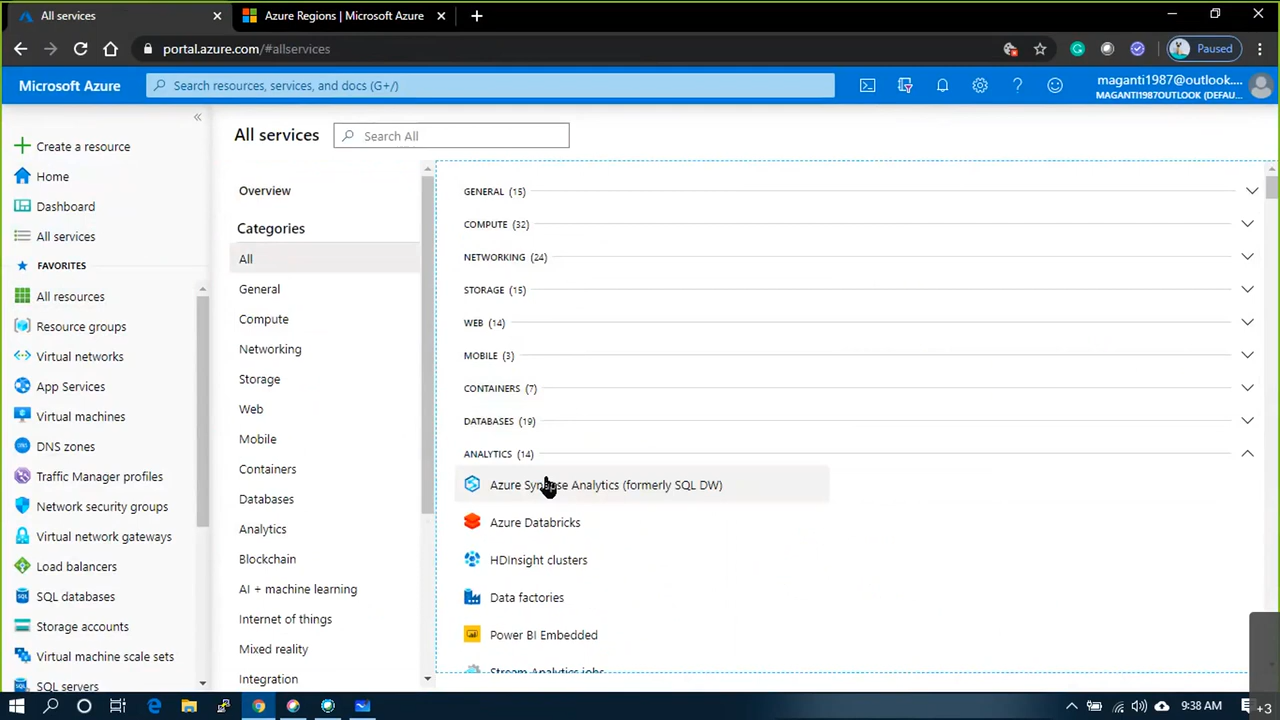 All services
Azure Regions | Microsoft Azure
portal.azure.com/#allservices
Paused
Microsoft Azure
Search resources, services, and docs (G+/)
maganti1987@outlook....
MAGANTI1987OUTLOOK (DEFAU...
All services
Search All
Create a resource
Home
Dashboard
All services
FAVORITES
All resources
Resource groups
Virtual networks
App Services
Virtual machines
DNS zones
Traffic Manager profiles
Network security groups
Virtual network gateways
Load balancers
SQL databases
Storage accounts
Virtual machine scale sets
SQL servers
Overview
Categories
All
General
Compute
Networking
Storage
Web
Mobile
Containers
Databases
Analytics
Blockchain
AI + machine learning
Internet of things
Mixed reality
Integration
GENERAL (15)
COMPUTE (32)
NETWORKING (24)
STORAGE (15)
WEB (14)
MOBILE (3)
CONTAINERS (7)
DATABASES (19)
ANALYTICS (14)
Azure Synapse Analytics (formerly SQL DW)
Azure Databricks
HDInsight clusters
Data factories
Power BI Embedded
Stream Analytics jobs
9:38 AM
+3